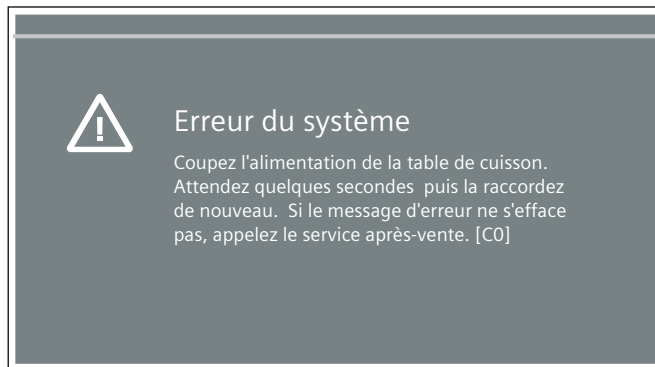 Erreur du système
Coupez l'alimentation de la table de cuisson.
Attendez quelques secondes  puis la raccordez
de nouveau.  Si le message d'erreur ne s'efface
pas, appelez le service après-vente. [C0]